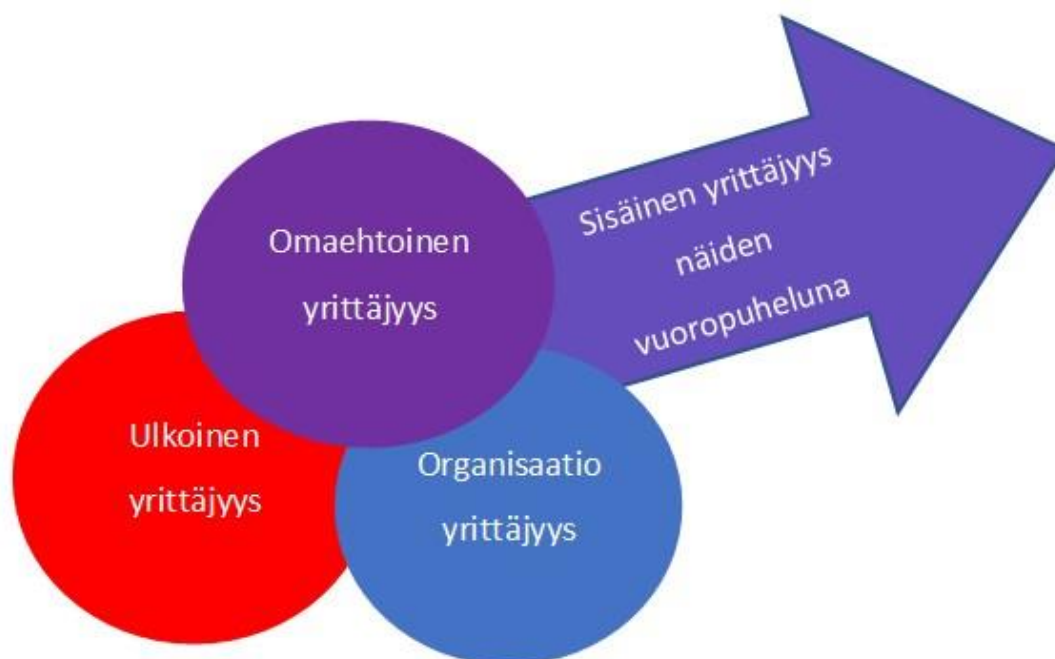 Omaehtoinen
yrittäjyys
Sisäinen yrittäjyys
näiden
vuoropuheluna
Ulkoinen
yrittäjyys
Organisaatio
yrittäjyys